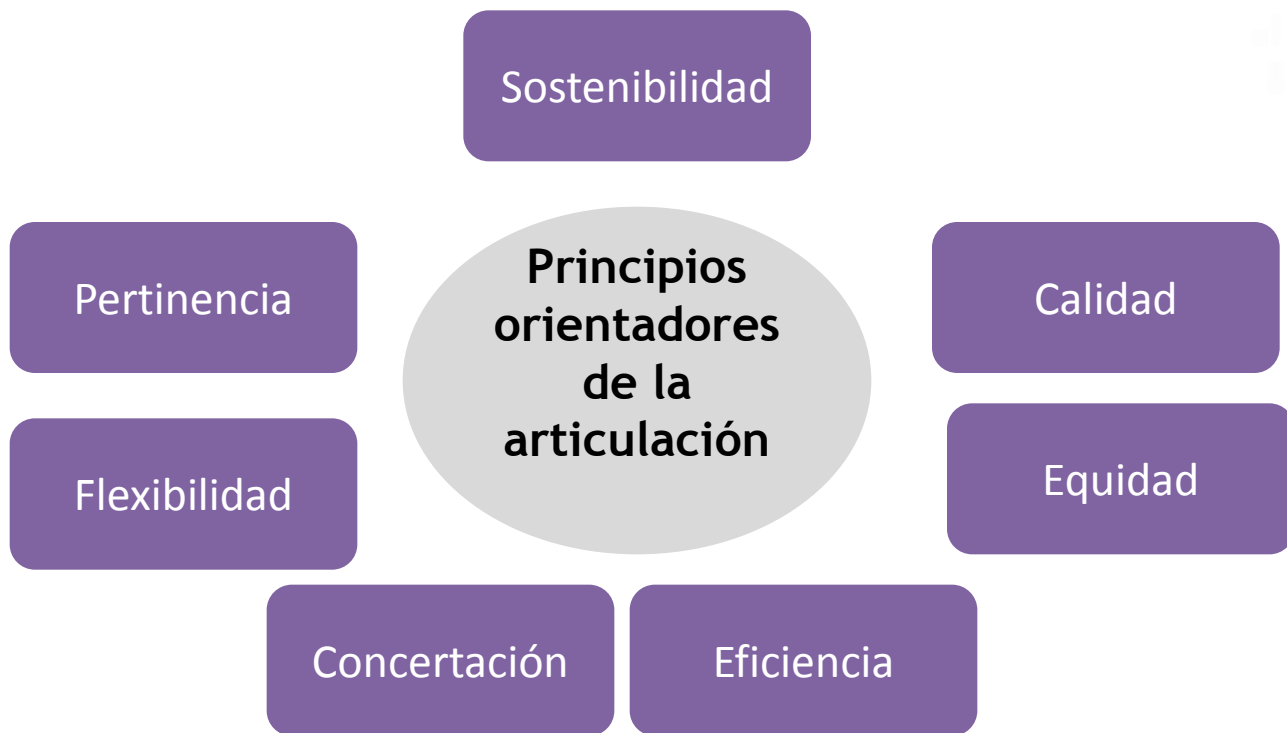 Sostenibilidad
Pertinencia
Principios
orientadores
de la
articulación
Calidad
Flexibilidad
Equidad
Concertación
Eficiencia